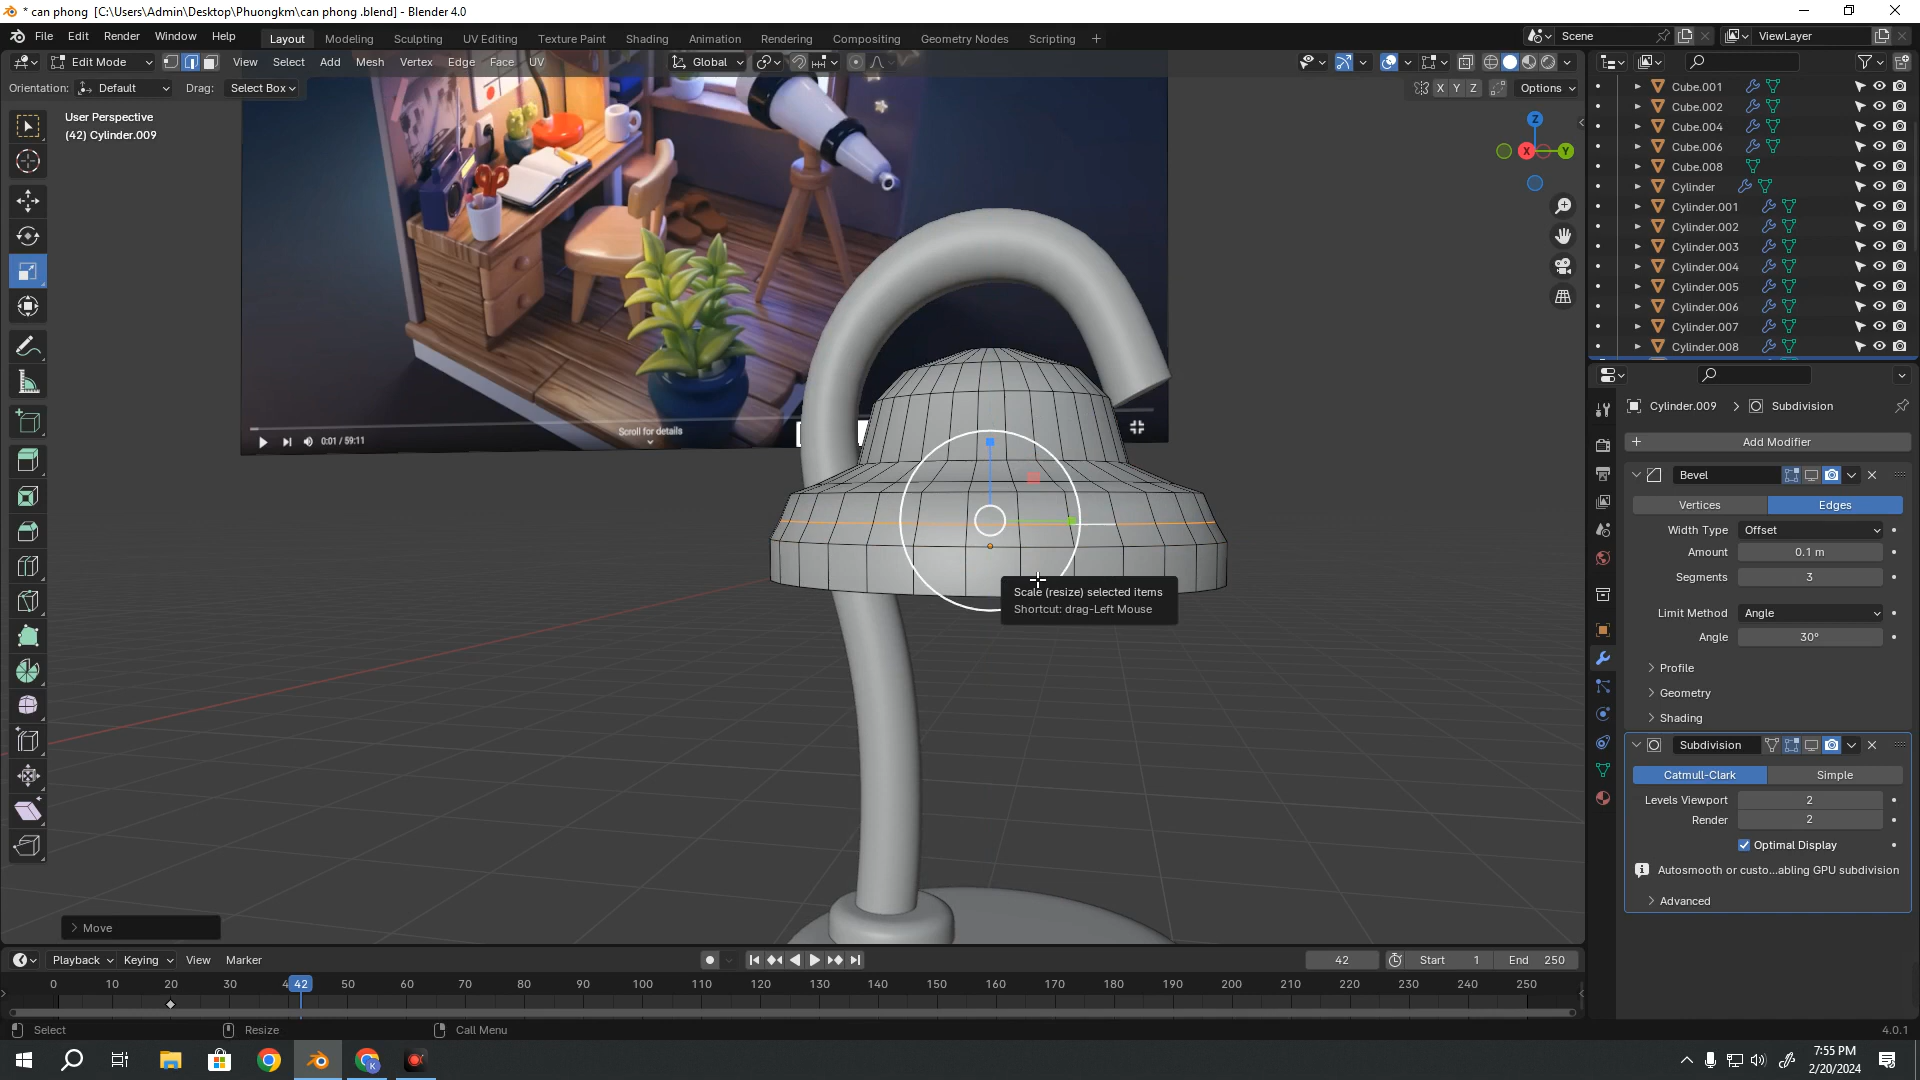 * can phong  [C:\Users\Admin\Desktop\Phuongkm\can phong .blend] - Blender 4.0
File Edit Render Window Help
Layout Modeling Sculpting UV Editing Texture Paint Shading Animation Rendering Compositing Geometry Nodes Scripting +
Scene ViewLayer
Edit Mode View Select Add Mesh Vertex Edge Face UV Global
Orientation: Default Drag: Select Box X Y Z Options
User Perspective
(42) Cylinder.009
Z
X
Y
Scroll for details
0:01 / 59:11
Scale (resize) selected items
Shortcut: drag-Left Mouse
Move
Cube.001
Cube.002
Cube.004
Cube.006
Cube.008
Cylinder
Cylinder.001
Cylinder.002
Cylinder.003
Cylinder.004
Cylinder.005
Cylinder.006
Cylinder.007
Cylinder.008
Cylinder.009 > Subdivision
+ Add Modifier
Bevel
Vertices Edges
Width Type Offset
Amount 0.1 m
Segments 3
Limit Method Angle
Angle 30°
Profile
Geometry
Shading
Subdivision
Catmull-Clark Simple
Levels Viewport 2
Render 2
Optimal Display
Autosmooth or custo...abling GPU subdivision
Advanced
Playback Keying View Marker 42 Start 1 End 250
0 10 20 30 4 42 50 60 70 80 90 100 110 120 130 140 150 160 170 180 190 200 210 220 230 240 250
Select Resize Call Menu 4.0.1
K
7:55 PM
2/20/2024